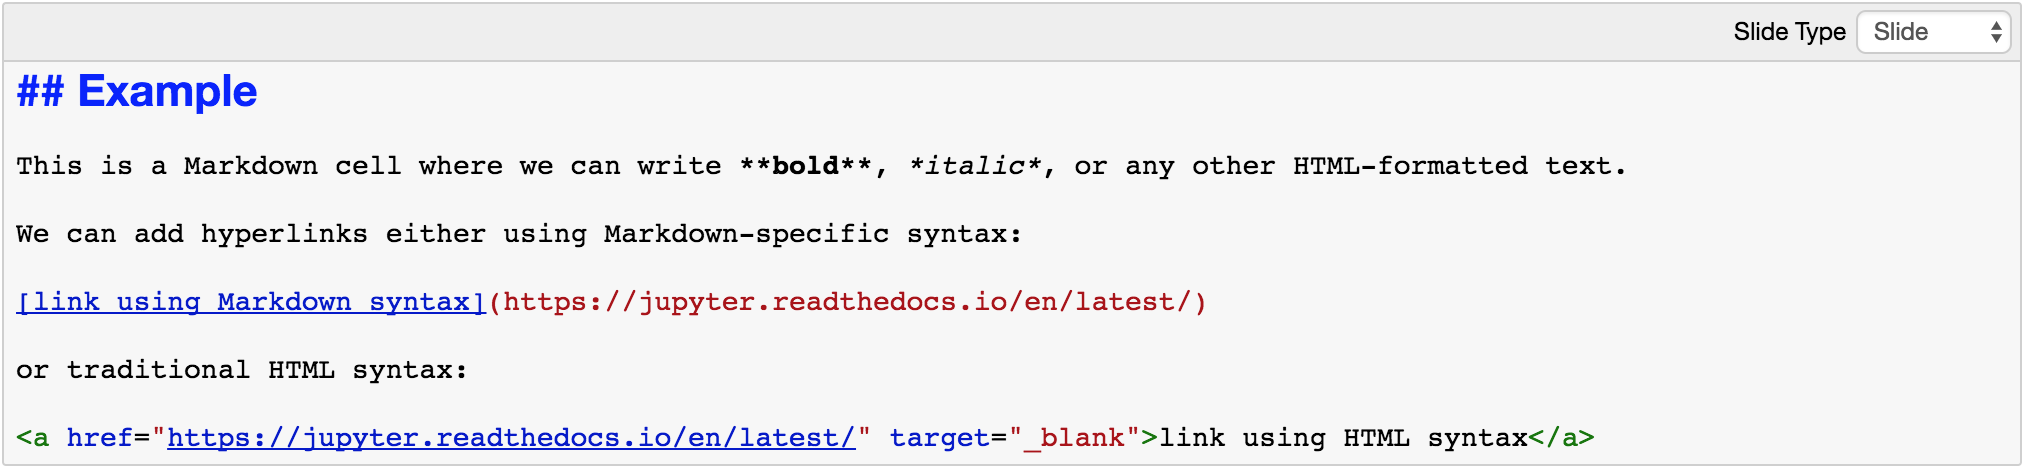 Slide Type Slide
## Example
This is a Markdown cell where we can write **bold**, *italic*, or any other HTML-formatted text.
We can add hyperlinks either using Markdown-specific syntax:
[link using Markdown syntax](https://jupyter.readthedocs.io/en/latest/)
or traditional HTML syntax:
<a href="https://jupyter.readthedocs.io/en/latest/" target="_blank">link using HTML syntax</a>